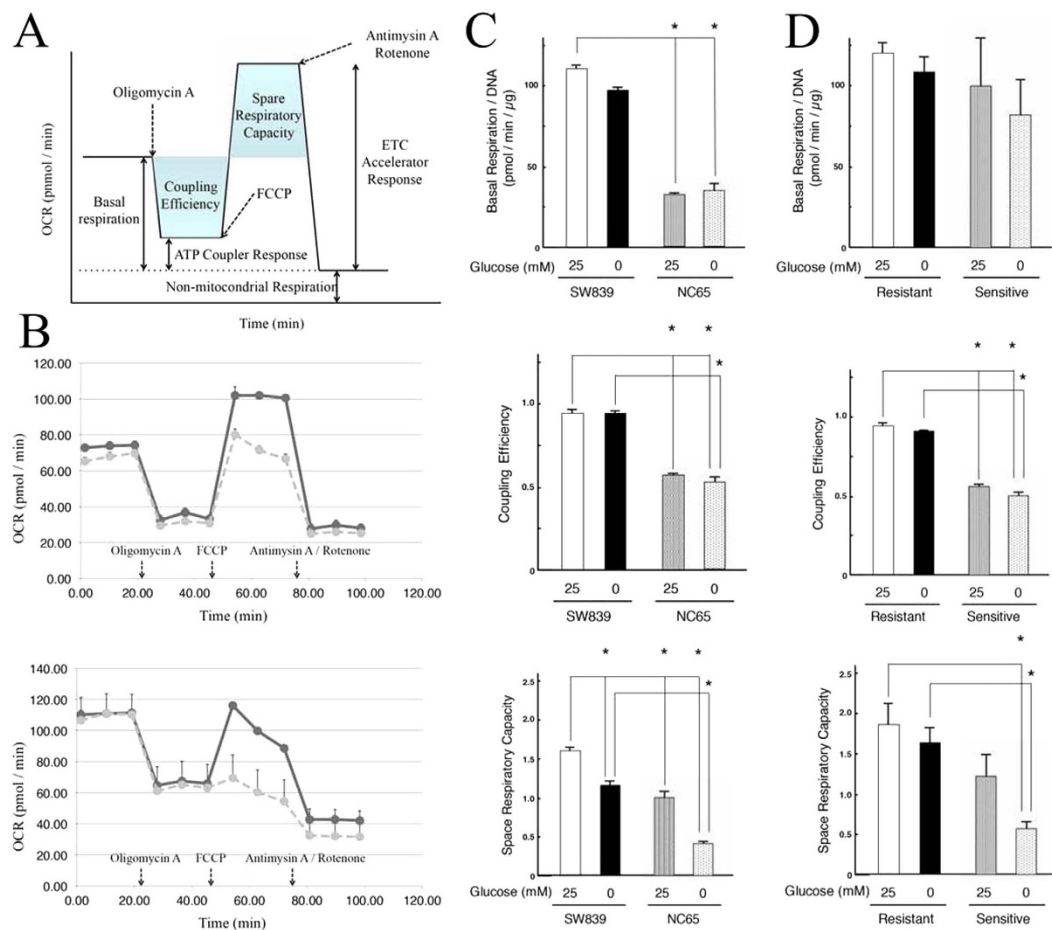 A
OCR (pnmol / min)
Oligomycin A
Antimysin A
Rotenone
Spare
Respiratory
Capacity
ETC
Accelerator
Response
Basal
respiration
Coupling
Efficiency
FCCP
ATP Coupler Response
Non-mitocondrial Respiration
Time (min)
B
120.00
100.00
80.00
60.00
40.00
20.00
0.00
OCR (pmol / min)
Oligomycin A
FCCP
Antimysin A / Rotenone
0.00 20.00 40.00 60.00 80.00 100.00 120.00
Time (min)
140.00
120.00
100.00
80.00
60.00
40.00
20.00
00.00
OCR (pmol / min)
Oligomycin A
FCCP
Antimysin A / Rotenone
0.00 20.00 40.00 60.00 80.00 100.00 120.00
Time (min)
C
* *
Basal Respiration / DNA
(pmol / min / µg)
100
50
0
Glucose (mM) 25 0 25 0
SW839 NC65
* *
*
Coupling Efficiency
1.0
0.5
0
25 0 25 0
SW839 NC65
* * *
*
Space Respiratory Capacity
2.5
2.0
1.5
1.0
0.5
0
Glucose (mM) 25 0 25 0
SW839 NC65
D
Basal Respiration / DNA
(pmol / min / µg)
100
50
0
25 0 25 0
Resistant Sensitive
* *
*
Coupling Efficiency
1.0
0.5
0
25 0 25 0
Resistant Sensitive
*
*
Space Respiratory Capacity
2.5
2.0
1.5
1.0
0.5
0
Glucose (mM) 25 0 25 0
Resistant Sensitive